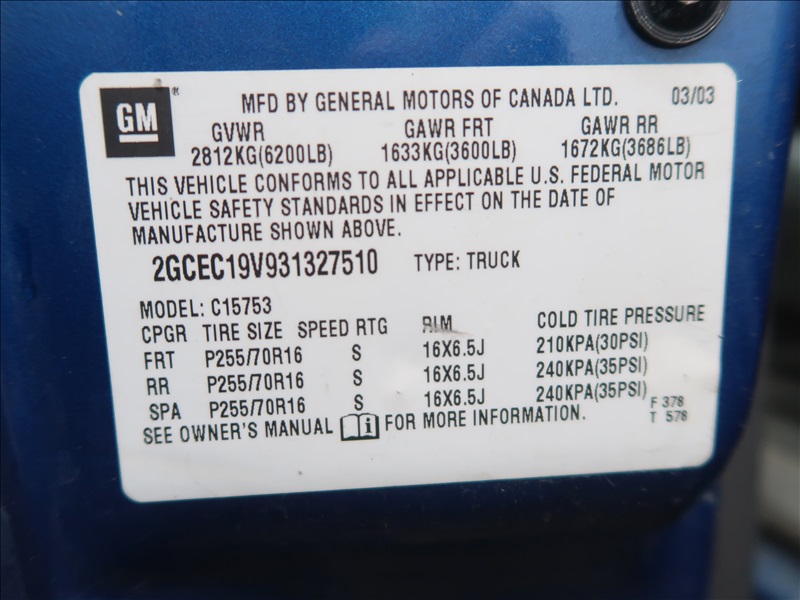 GM® MFD BY GENERAL MOTORS OF CANADA LTD. 03/03
GVWR GAWR FRT GAWR RR
2812KG(6200LB) 1633KG(3600LB) 1672KG(3686LB)
THIS VEHICLE CONFORMS TO ALL APPLICABLE U.S. FEDERAL MOTOR
VEHICLE SAFETY STANDARDS IN EFFECT ON THE DATE OF
MANUFACTURE SHOWN ABOVE.
2GCEC19V931327510 TYPE: TRUCK
MODEL: C15753
CPGR TIRE SIZE SPEED RTG RIM COLD TIRE PRESSURE
FRT P255/70R16 S 16X6.5J 210KPA(30PSI)
RR P255/70R16 S 16X6.5J 240KPA(35PSI)
SPA P255/70R16 S 16X6.5J 240KPA(35PSI)
F 378
SEE OWNER'S MANUAL i FOR MORE INFORMATION. T 578